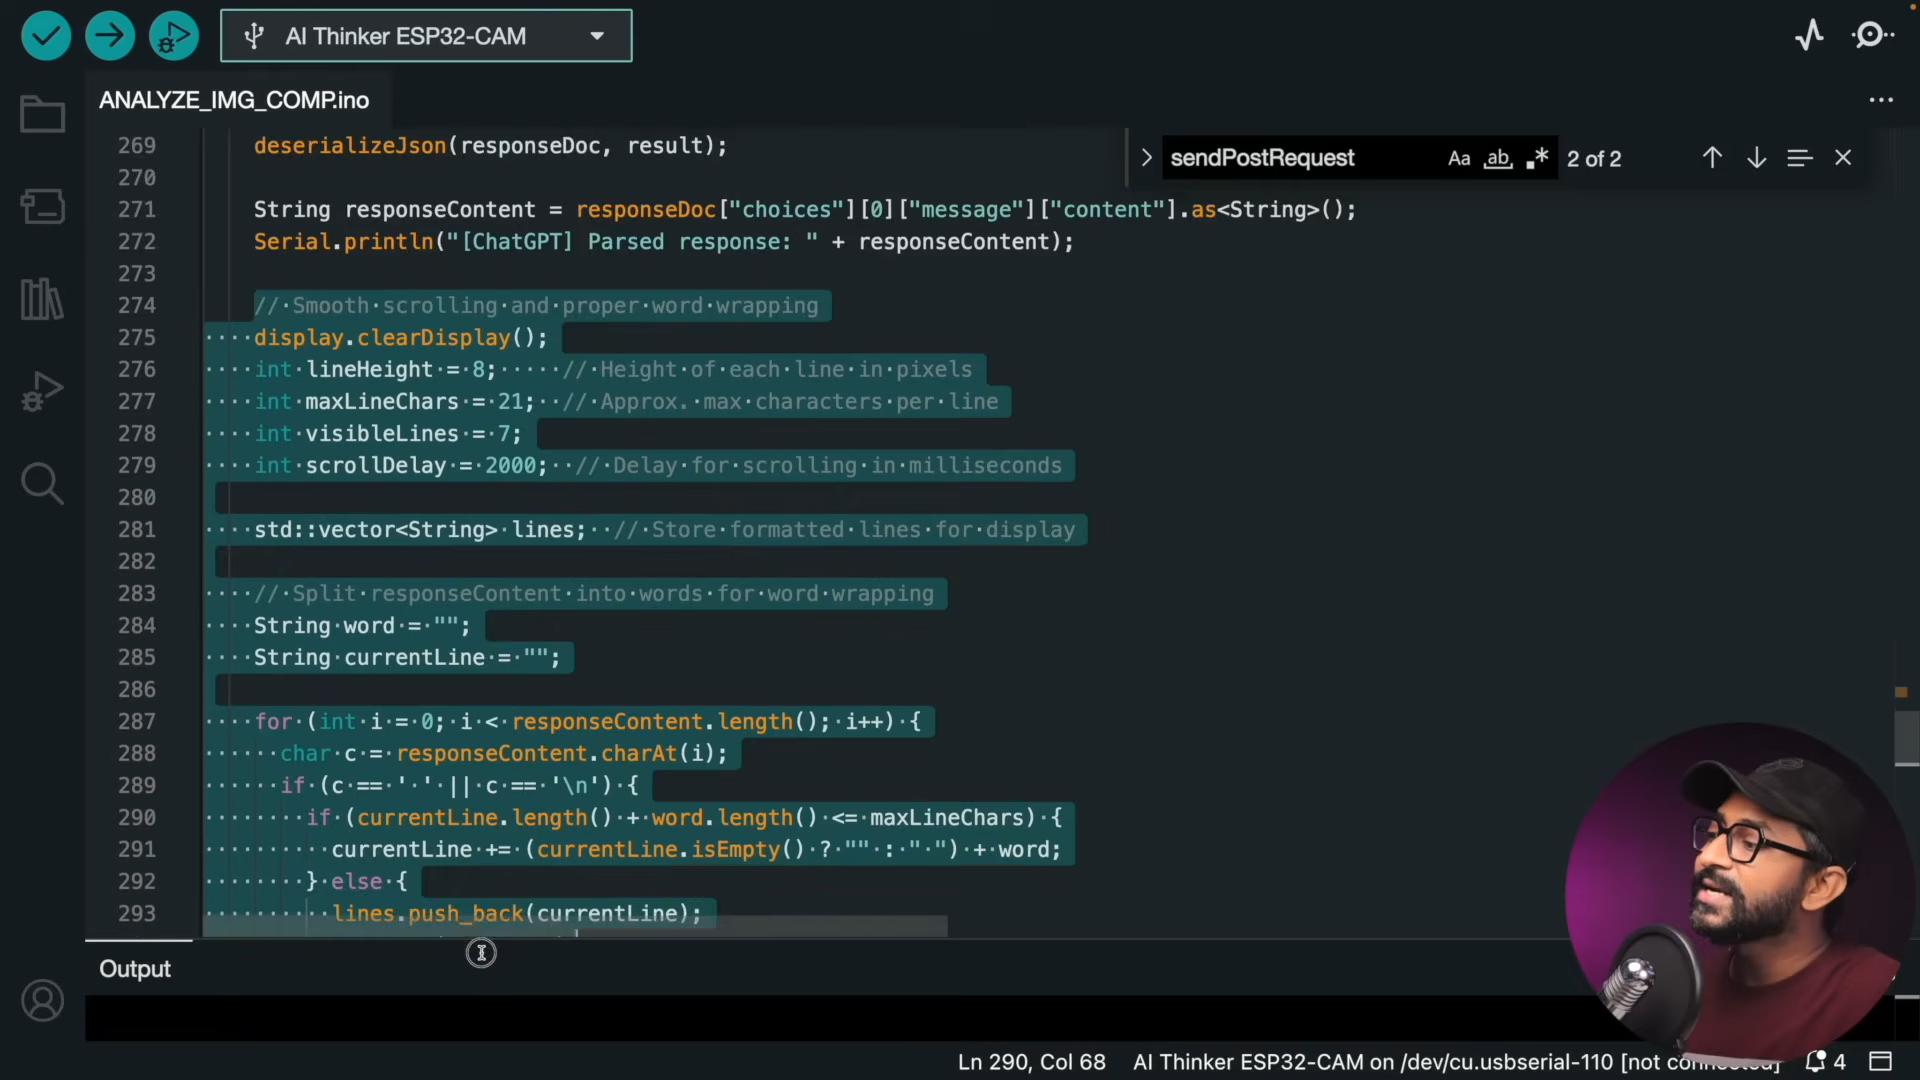 AI Thinker ESP32-CAM
ANALYZE_IMG_COMP.ino
sendPostRequest Aa ab 2 of 2
269 deserializeJson(responseDoc, result);
270
271 String responseContent = responseDoc["choices"][0]["message"]["content"].as<String>();
272 Serial.println("[ChatGPT] Parsed response: " + responseContent);
273
274 // Smooth scrolling and proper word wrapping
275 display.clearDisplay();
276 int lineHeight = 8; // Height of each line in pixels
277 int maxLineChars = 21; // Approx. max characters per line
278 int visibleLines = 7;
279 int scrollDelay = 2000; // Delay for scrolling in milliseconds
280
281 std::vector<String> lines; // Store formatted lines for display
282
283 // Split responseContent into words for word wrapping
284 String word = "";
285 String currentLine = "";
286
287 for (int i = 0; i < responseContent.length(); i++) {
288 char c = responseContent.charAt(i);
289 if (c == ' ' || c == '\n') {
290 if (currentLine.length() + word.length() <= maxLineChars) {
291 currentLine += (currentLine.isEmpty() ? "" : " ") + word;
292 } else {
293 lines.push_back(currentLine);
Output
Ln 290, Col 68 AI Thinker ESP32-CAM on /dev/cu.usbserial-110 [not connected] 4